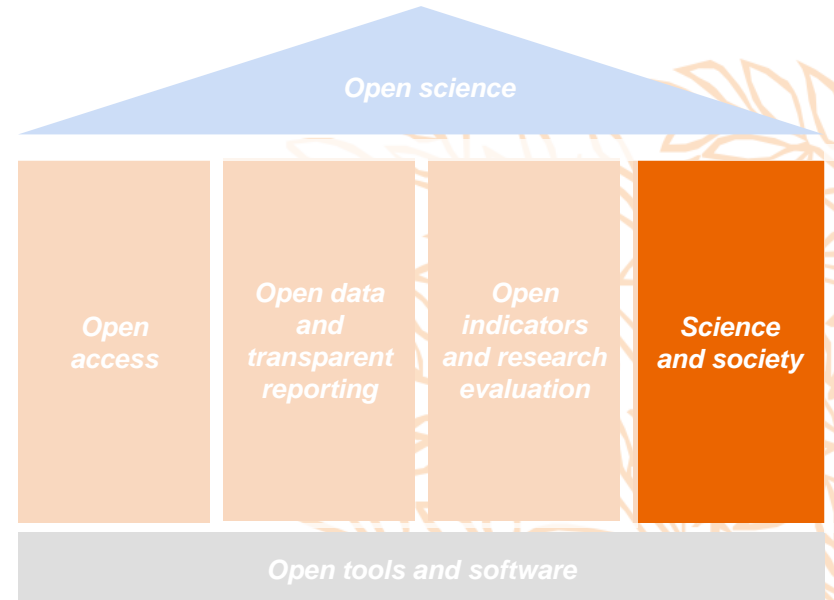 Open science
Open
access
Open data
and
transparent
reporting
Open
indicators
and research
evaluation
Science
and society
Open tools and software